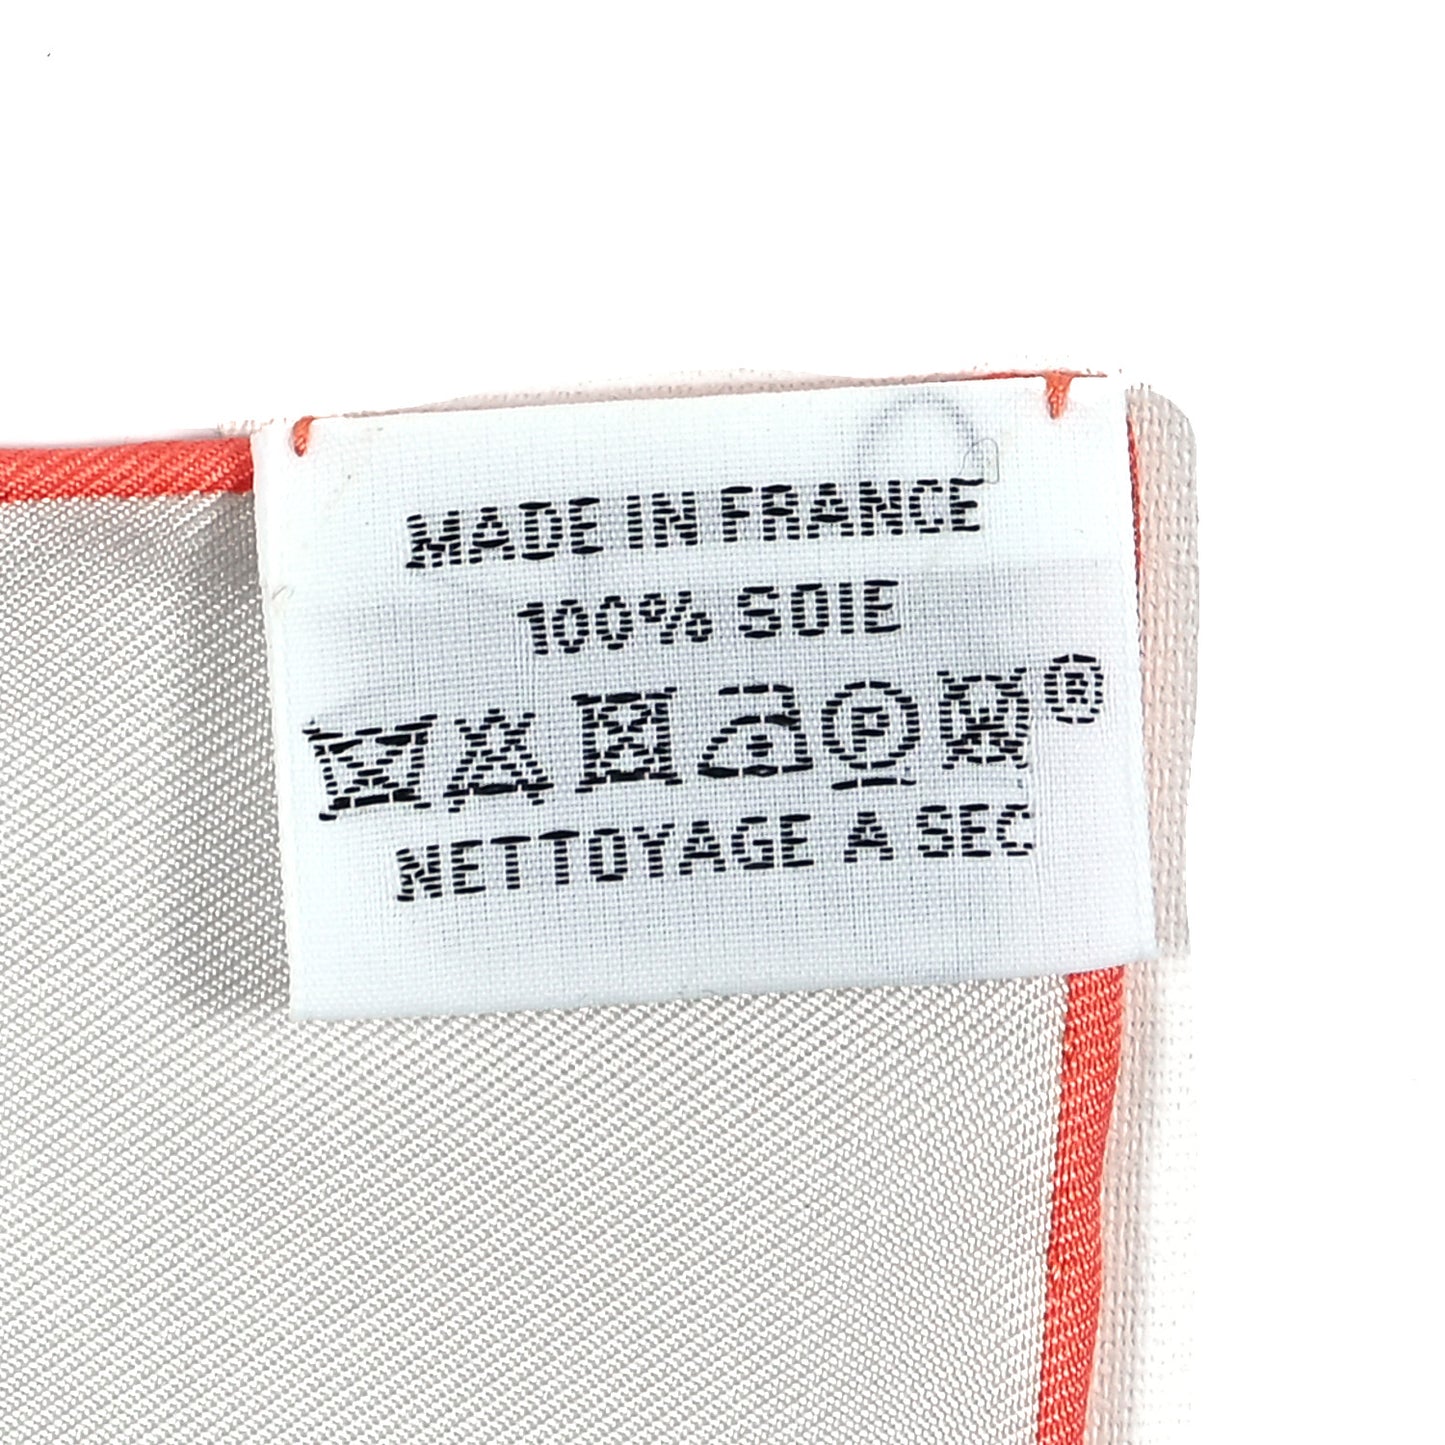 MADE IN FRANCE
100% SOIE
P ®
NETTOYAGE A SEC